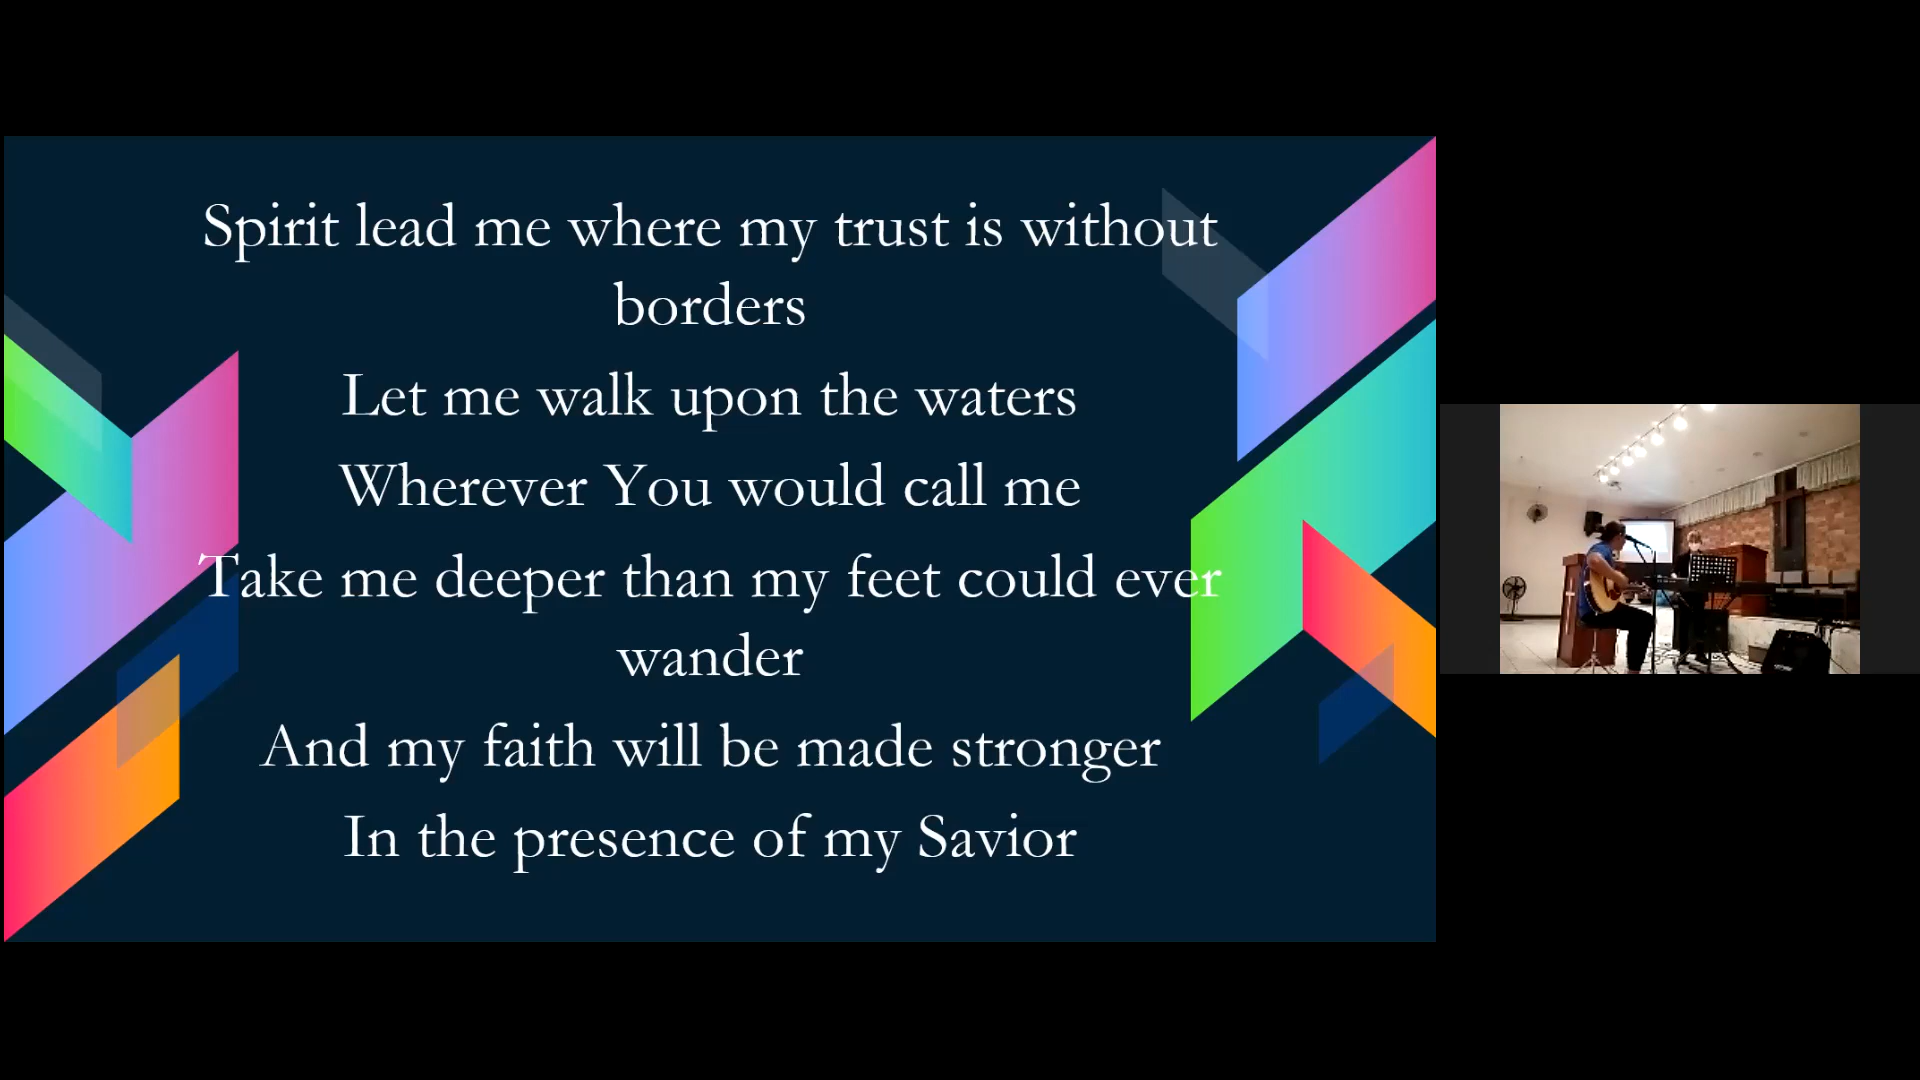 Spirit lead me where my trust is without
borders
Let me walk upon the waters
Wherever You would call me
Take me deeper than my feet could ever
wander
And my faith will be made stronger
In the presence of my Savior